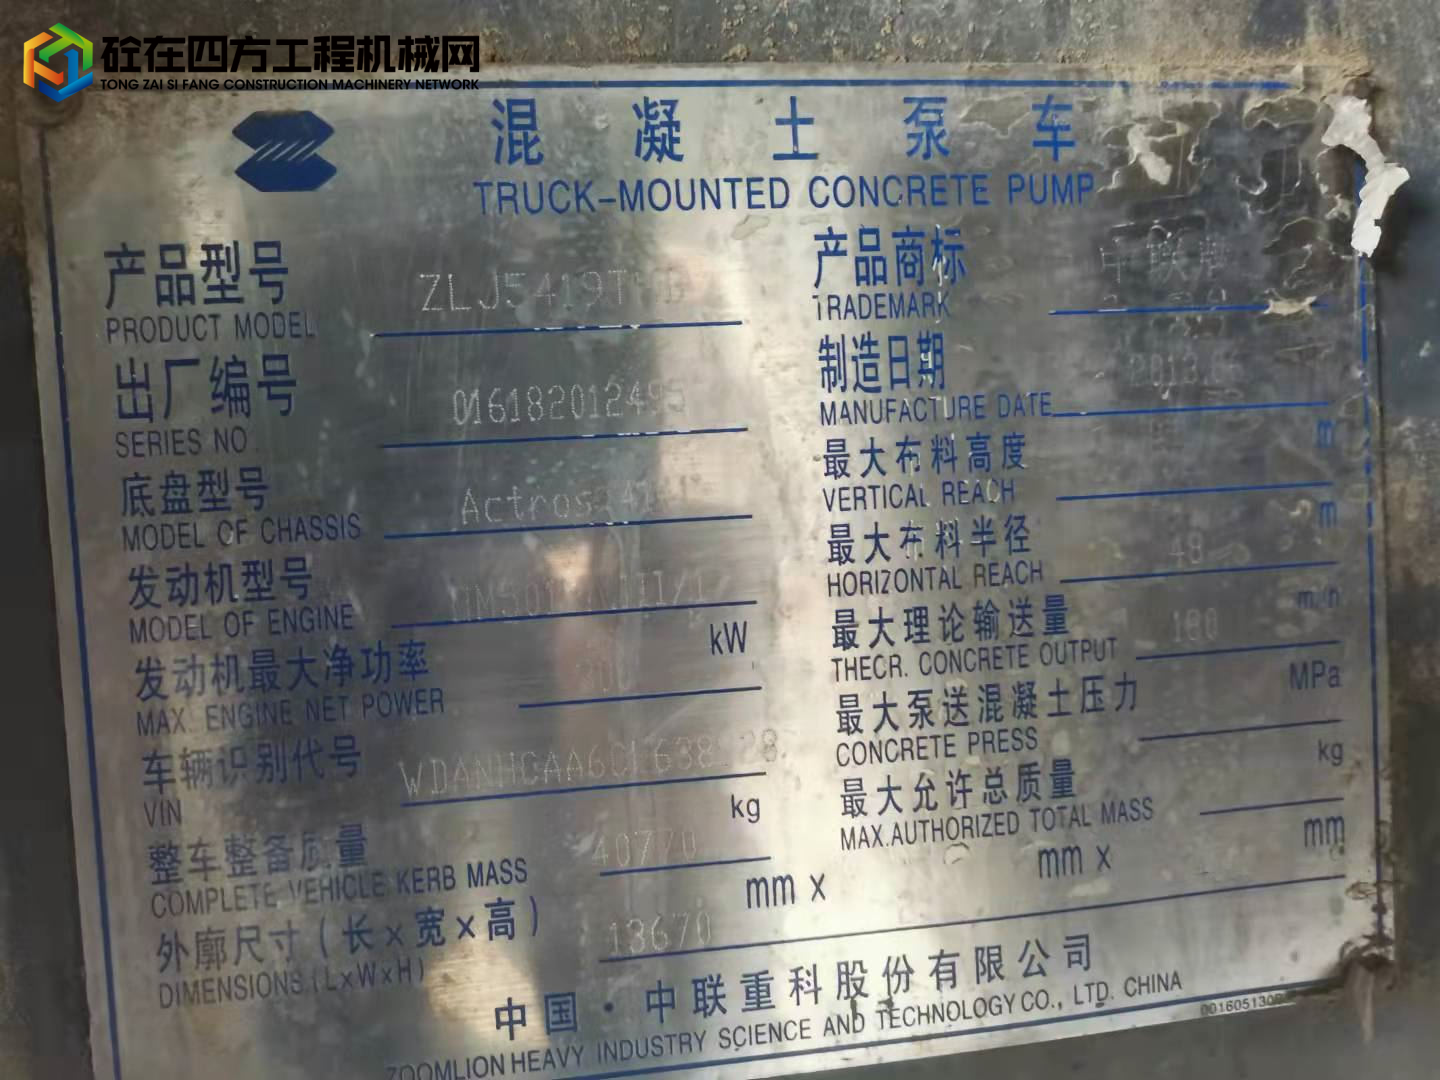 砼在四方工程机械网
TONG ZAI SI FANG CONSTRUCTION MACHINERY NETWORK
混凝土泵车
TRUCK-MOUNTED CONCRETE PUMP
产品型号
PRODUCT MODEL
产品商标 中联牌
TRADEMARK
出厂编号
SERIES NO
制造日期
MANUFACTURE DATE
底盘型号 Actros
MODEL OF CHASSIS
最大布料高度 m
VERTICAL REACH
发动机型号
MODEL OF ENGINE
最大布料半径 48 m
HORIZONTAL REACH
发动机最大净功率 kW
MAX. ENGINE NET POWER
最大理论输送量 180 m/h
THECR. CONCRETE OUTPUT
车辆识别代号
VIN
最大泵送混凝土压力 MPa
CONCRETE PRESS
整车整备质量 40770 kg
COMPLETE VEHICLE KERB MASS
最大允许总质量 kg
MAX.AUTHORIZED TOTAL MASS
外廓尺寸(长×宽×高) 13670 mm x mm x mm
DIMENSIONS(L×W×H)
中国·中联重科股份有限公司
ZOOMLION HEAVY INDUSTRY SCIENCE AND TECHNOLOGY CO., LTD. CHINA